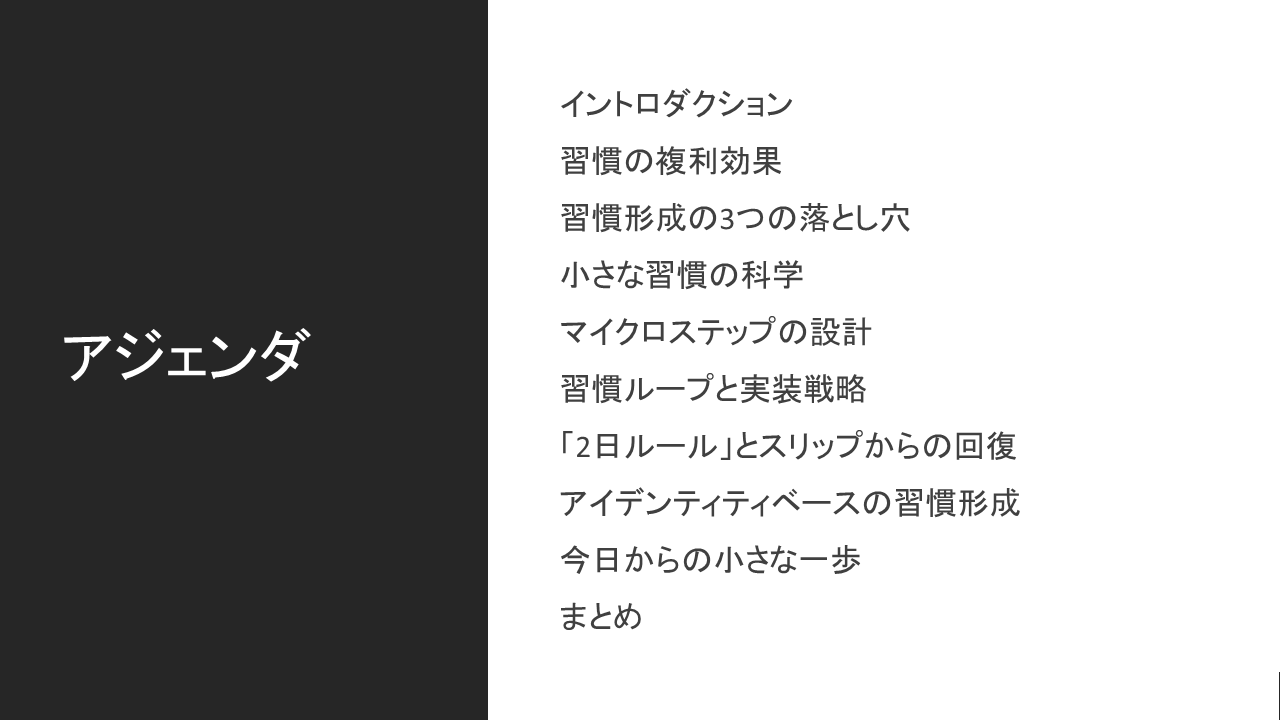 アジェンダ
イントロダクション
習慣の複利効果
習慣形成の3つの落とし穴
小さな習慣の科学
マイクロステップの設計
習慣ループと実装戦略
「2日ルール」とスリップからの回復
アイデンティティベースの習慣形成
今日からの小さな一歩
まとめ